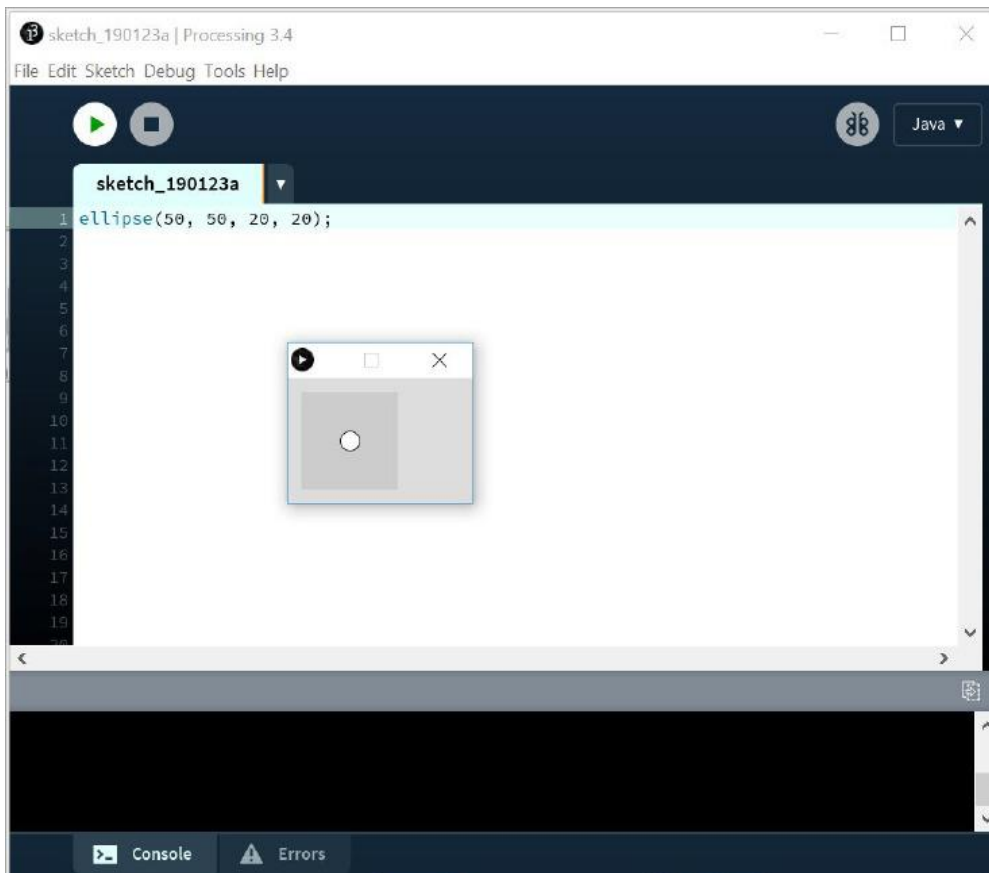 sketch_190123a | Processing 3.4
File Edit Sketch Debug Tools Help
Java ▼
sketch_190123a ▼
1 ellipse(50, 50, 20, 20);
2
3
4
5
6
7
8
9
10
11
12
13
14
15
16
17
18
19
20
Console
Errors